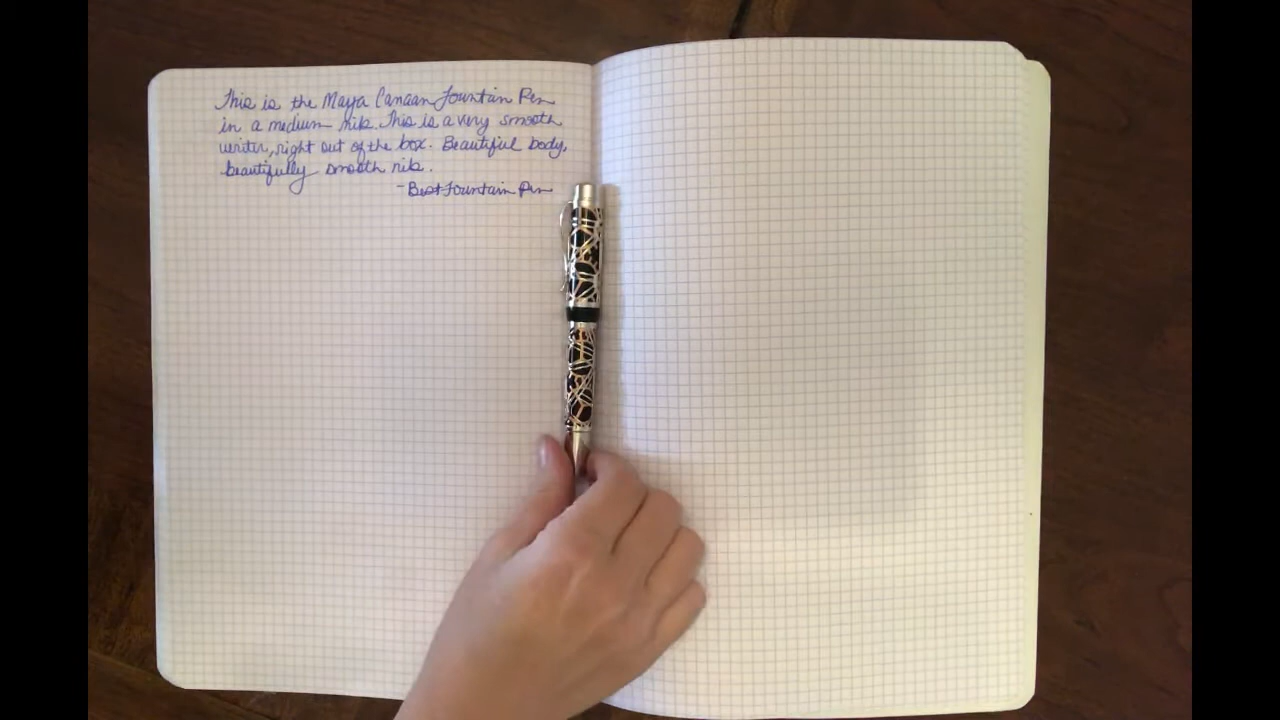 This is the Maya Canaan Fountain Pen
in a medium nib. This is a very smooth
writer, right out of the box. Beautiful body,
beautifully smooth nib.
-Best Fountain Pen